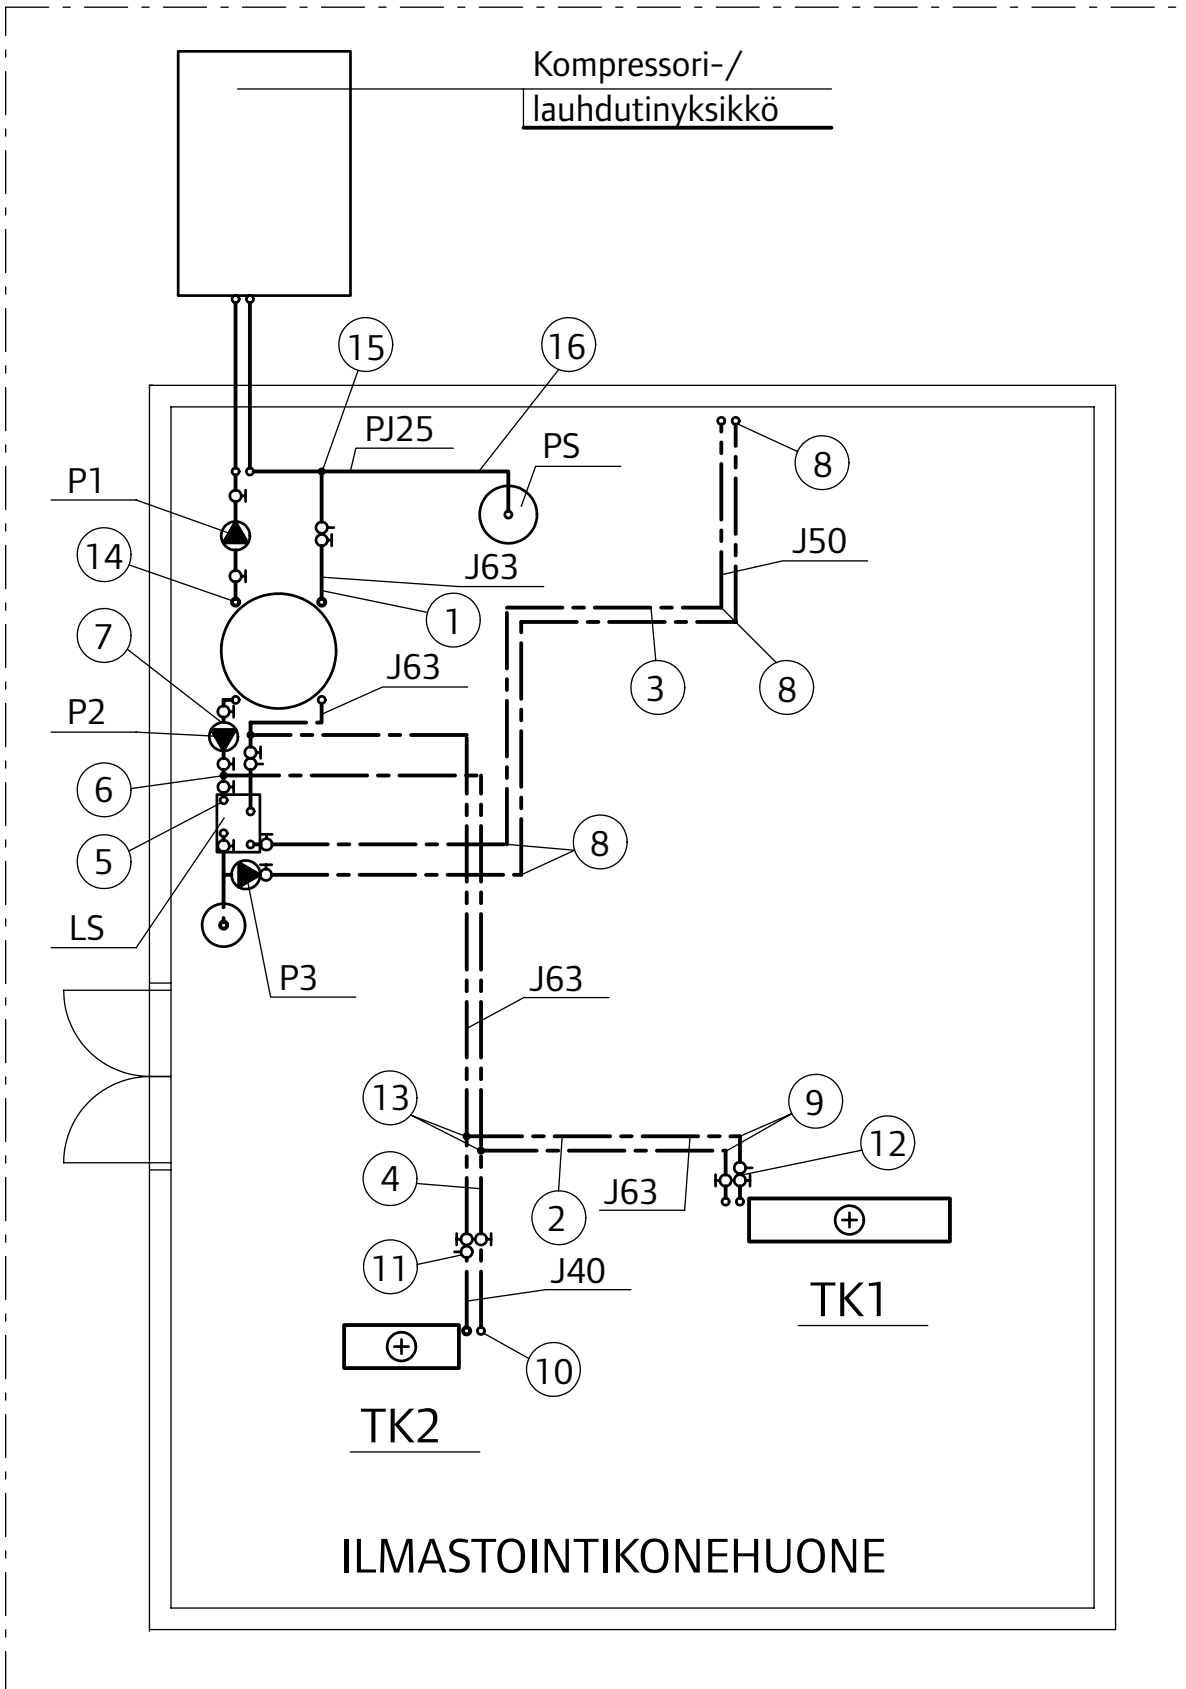 Kompressori-/
lauhdutinyksikkö
15
16
PJ25
PS
8
P1
J50
14
J63
1
7
3
8
J63
P2
6
5
8
LS
P3
J63
13
9
12
4
J63
2
11
J40
TK1
10
TK2
ILMASTOINTIKONEHUONE